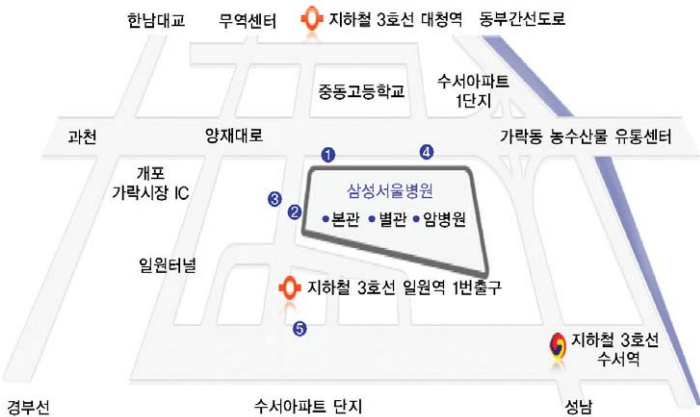 한남대교
무역센터
지하철 3호선 대청역
동부간선도로
중동고등학교
수서아파트
1단지
과천
양재대로
가락동 농수산물 유통센터
1
4
개포
가락시장 IC
삼성서울병원
3
2
•본관 •별관 •암병원
일원터널
지하철 3호선 일원역 1번출구
5
지하철 3호선
수서역
경부선
수서아파트 단지
성남